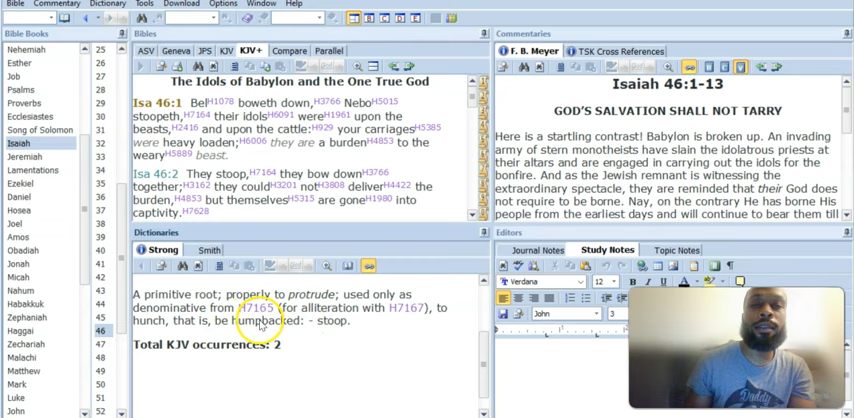 Commentary Dictionary Tools Download Options Window Help
B C D E
Bible Books
Nehemiah
Esther
Job
Psalms
Proverbs
Ecclesiastes
Song of Solomon
Isaiah
Jeremiah
Lamentations
Ezekiel
Daniel
Hosea
Joel
Amos
Obadiah
Jonah
Micah
Nahum
Habakkuk
Zephaniah
Haggai
Zechariah
Malachi
Matthew
Mark
Luke
John
25
26
27
28
29
30
31
32
33
34
35
36
37
38
39
40
41
42
43
44
45
46
47
48
49
50
51
52
Bibles
ASV Geneva JPS KJV KJV+ Compare Parallel
The Idols of Babylon and the One True God
Isa 46:1 BelH1078 boweth down,H3766 NeboH5015
stoopeth,H7164 their idolsH6091 wereH1961 upon the
beasts,H2416 and upon the cattle:H929 your carriagesH5385
were heavy loaden;H6006 they are a burdenH4853 to the
wearyH5889 beast.
Isa 46:2 They stoop,H7164 they bow downH3766
together;H3162 they couldH3201 notH3808 deliverH4422 the
burden,H4853 but themselvesH5315 are goneH1980 into
captivity.H7628
Dictionaries
Strong Smith
A primitive root; properly to protrude; used only as
denominative from H7165 (for alliteration with H7167), to
hunch, that is, be humpbacked: - stoop.
Total KJV occurrences: 2
Commentaries
F. B. Meyer TSK Cross References
Isaiah 46:1-13
GOD'S SALVATION SHALL NOT TARRY
Here is a startling contrast! Babylon is broken up. An invading
army of stern monotheists have slain the idolatrous priests at
their altars and are engaged in carrying out the idols for the
bonfire. And as the Jewish remnant is witnessing the
extraordinary spectacle, they are reminded that their God does
not require to be borne. Nay, on the contrary He has borne His
people from the earliest days and will continue to bear them till
Editors
Journal Notes Study Notes Topic Notes
Verdana 12 B I U A
John 3
DADDY